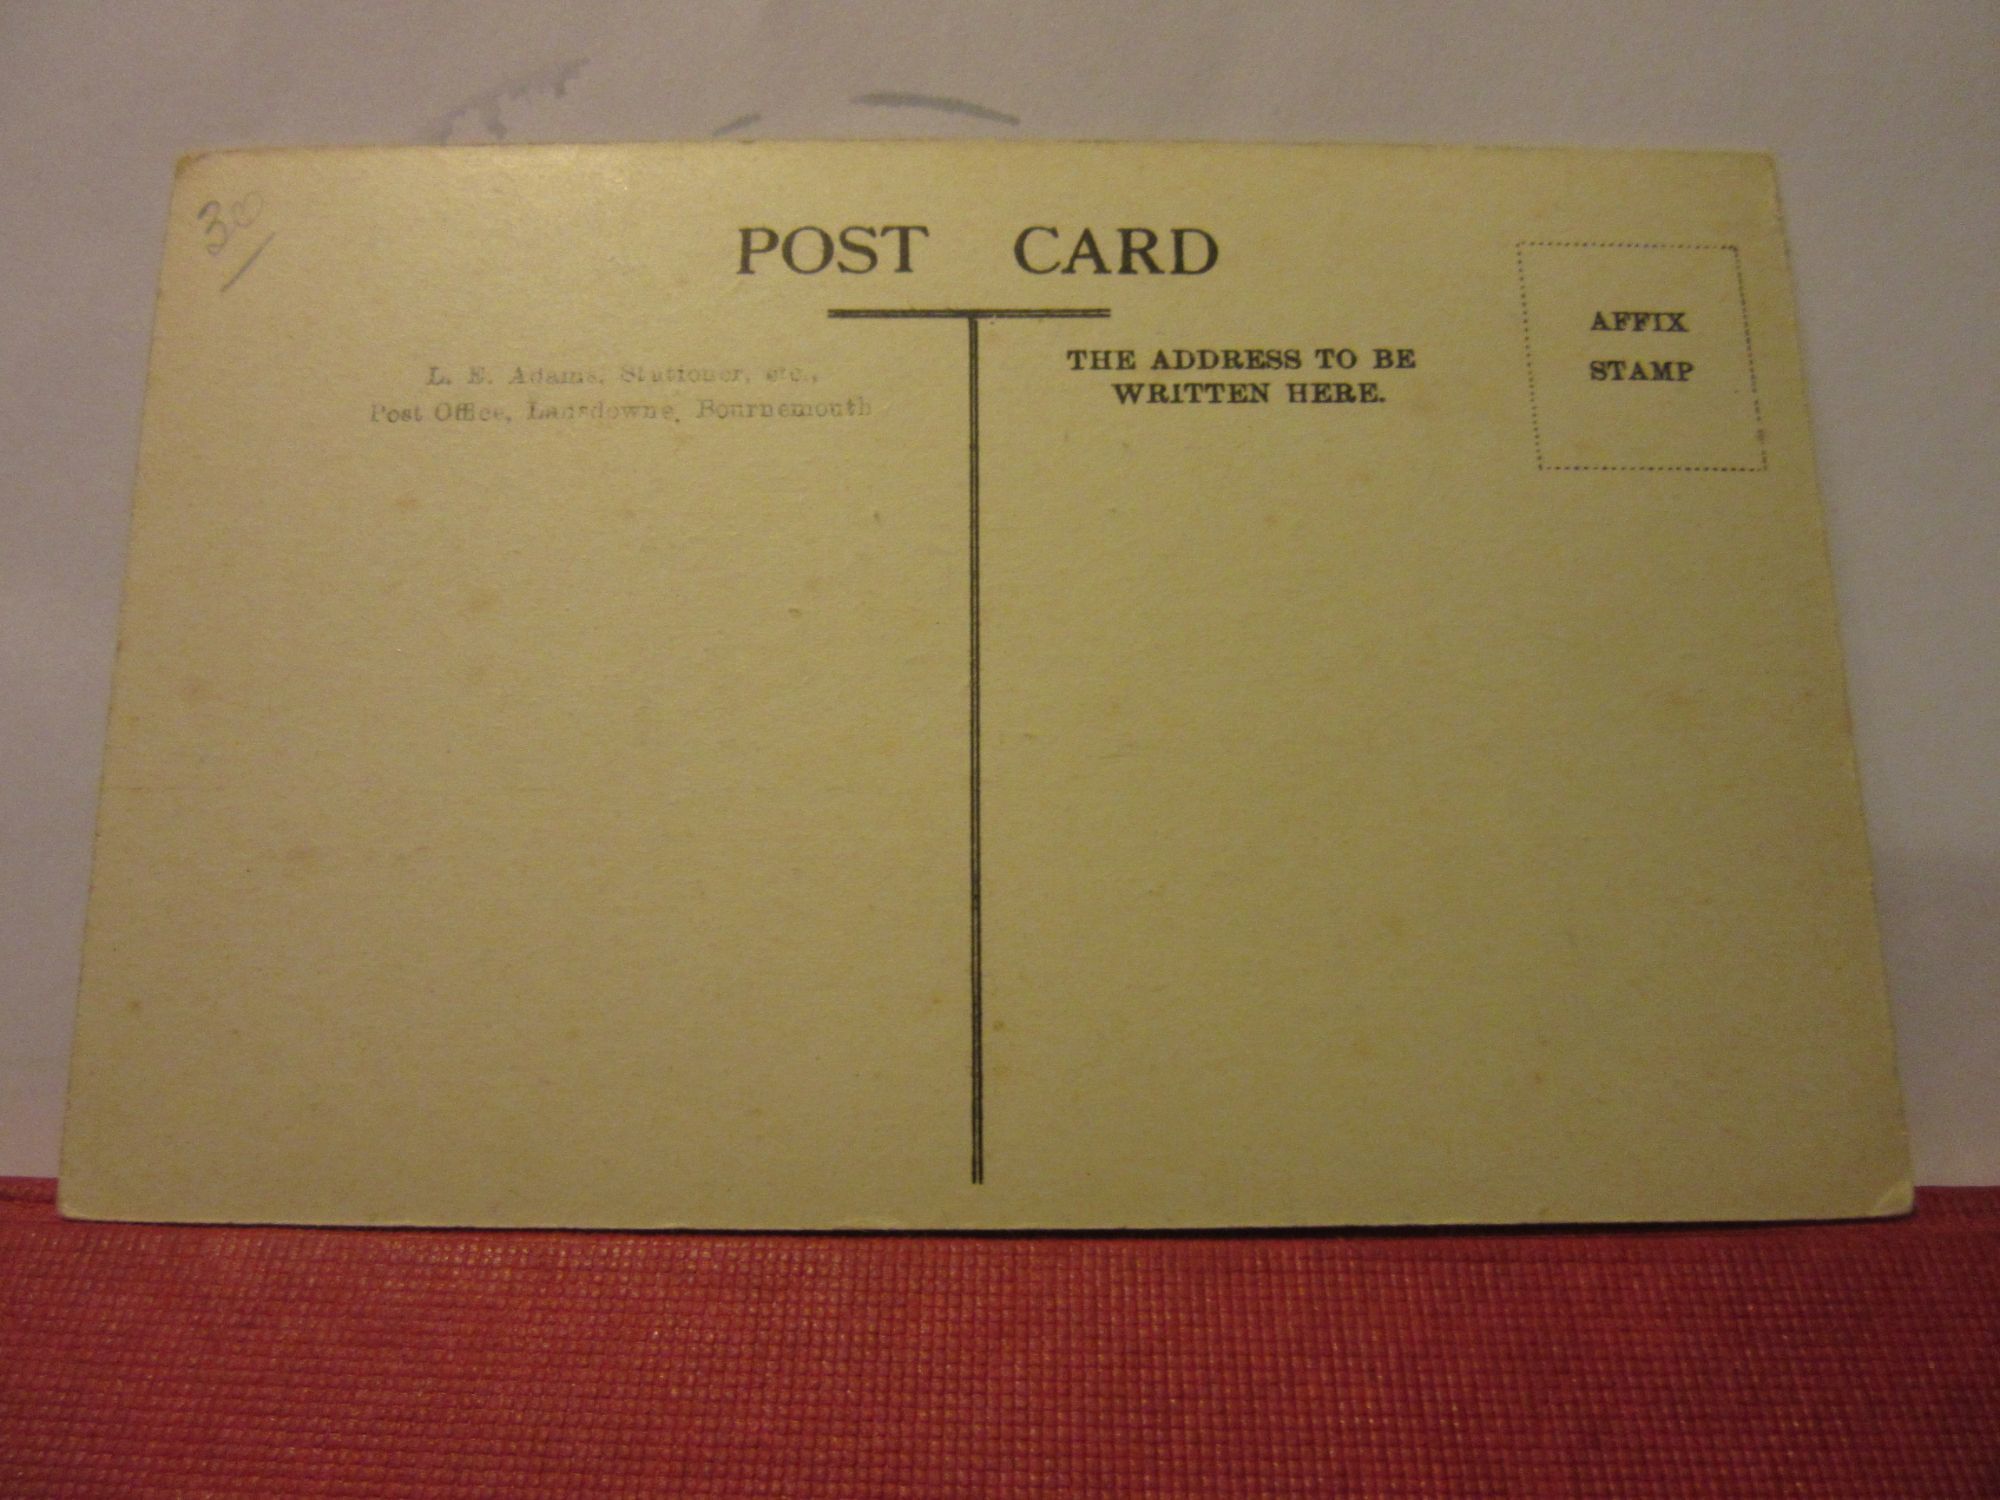 30
POST CARD
L. E. Adams, Stationer, etc.,
Post Office, Lansdowne, Bournemouth
THE ADDRESS TO BE
WRITTEN HERE.
AFFIX
STAMP